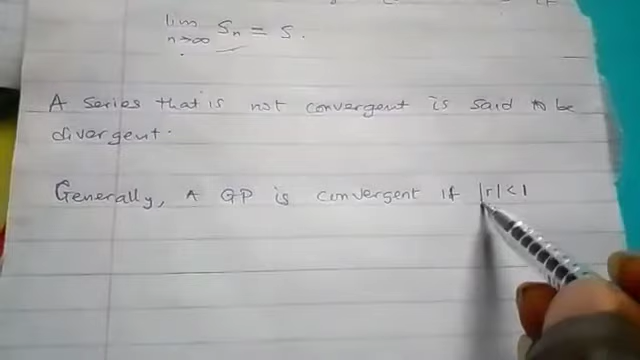 lim Sn = S.
n→∞
A series that is not convergent is said to be
divergent.
Generally, A GP is convergent if |r| < 1